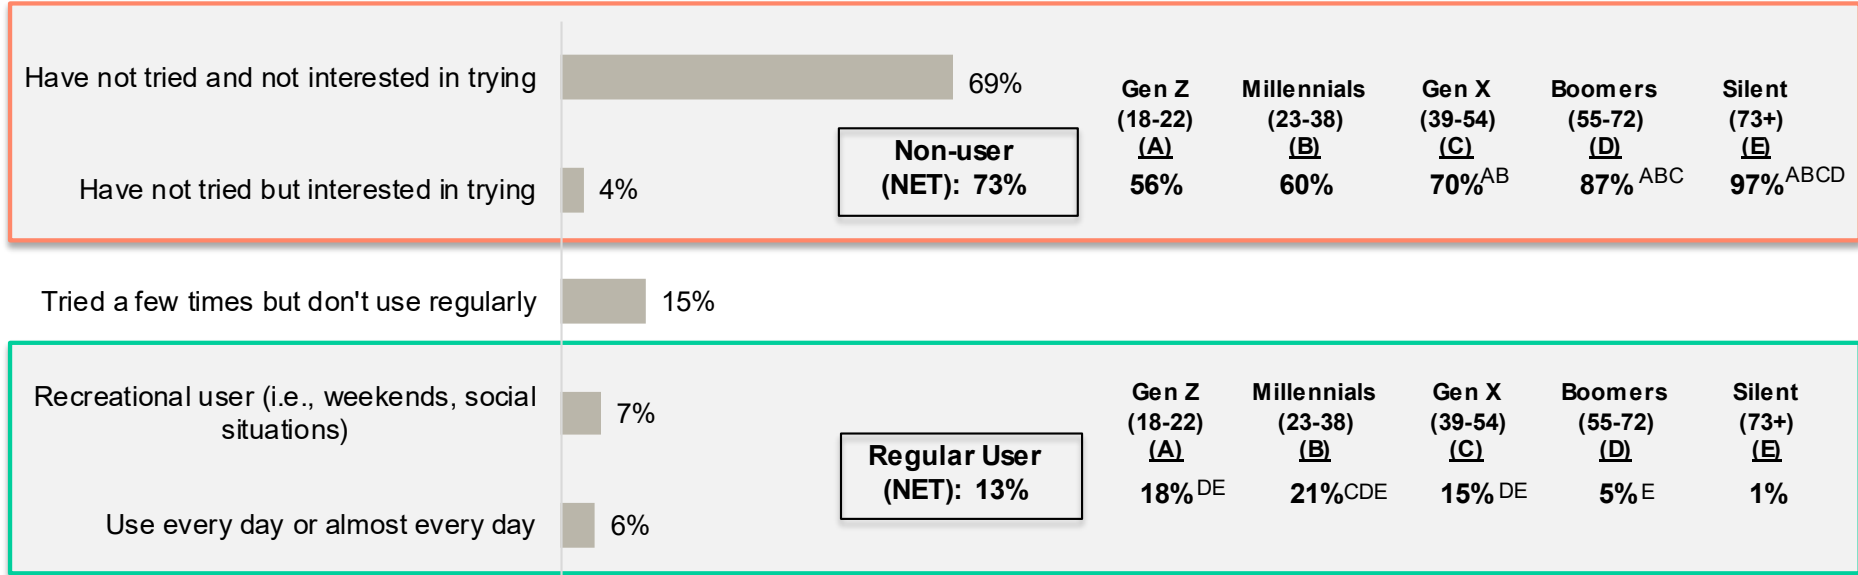 Have not tried and not interested in trying
69%
Gen Z Millennials Gen X Boomers Silent
(18-22) (23-38) (39-54) (55-72) (73+)
(A) (B) (C) (D) (E)
Non-user
(NET): 73%
56% 60% 70%AB 87% ABC 97%ABCD
Have not tried but interested in trying
4%
Tried a few times but don't use regularly
15%
Recreational user (i.e., weekends, social
situations)
7%
Gen Z Millennials Gen X Boomers Silent
(18-22) (23-38) (39-54) (55-72) (73+)
(A) (B) (C) (D) (E)
Regular User
(NET): 13%
18% DE 21%CDE 15% DE 5% E 1%
Use every day or almost every day
6%